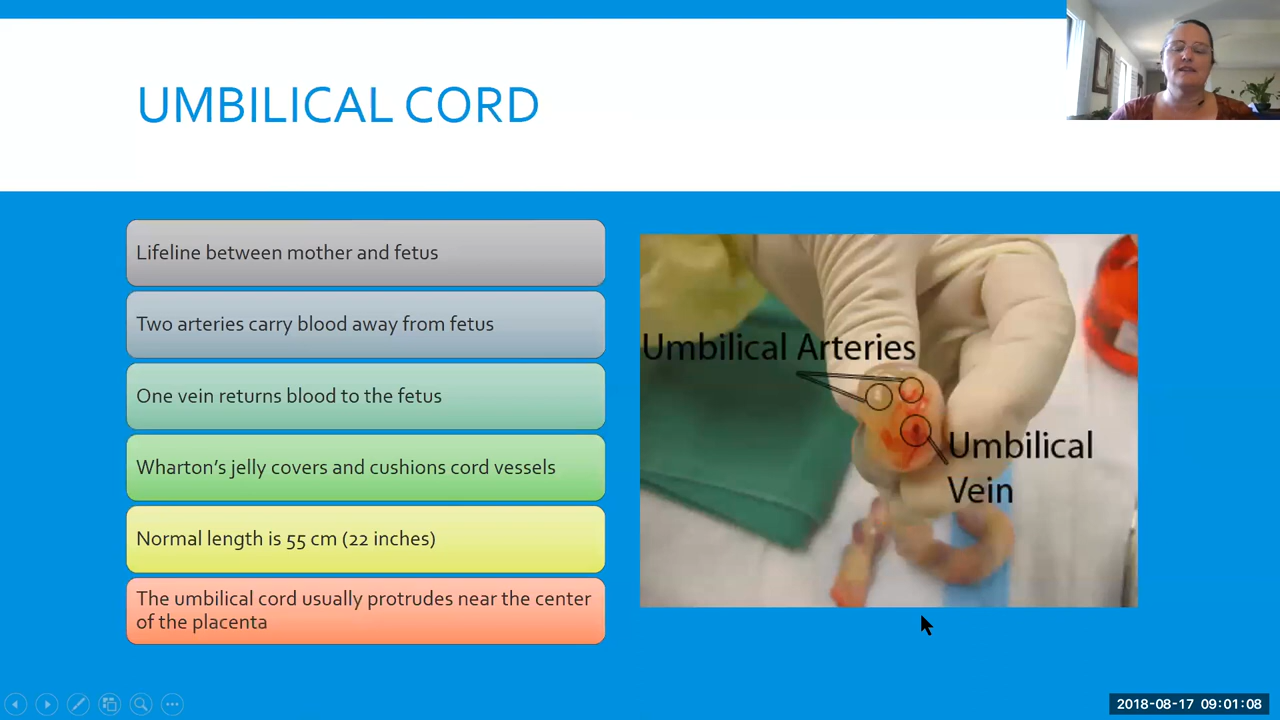 UMBILICAL CORD
Lifeline between mother and fetus
Two arteries carry blood away from fetus
One vein returns blood to the fetus
Wharton's jelly covers and cushions cord vessels
Normal length is 55 cm (22 inches)
The umbilical cord usually protrudes near the center
of the placenta
Umbilical Arteries
Umbilical
Vein
2018-08-17 09:01:08